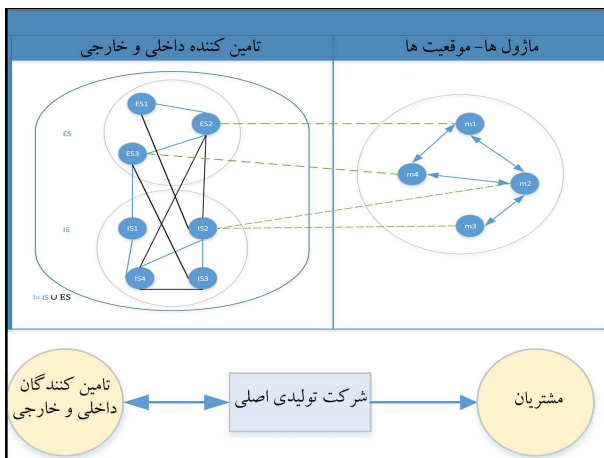 ماژول ها- موقعیت ها
تامین کننده داخلی و خارجی
ES1
ES2
ES
ES3
IS
IS1
IS2
IS4
IS3
I= IS ∪ ES
m1
m4
m2
m3
تامین کنندگان
داخلی و خارجی
شرکت تولیدی اصلی
مشتریان